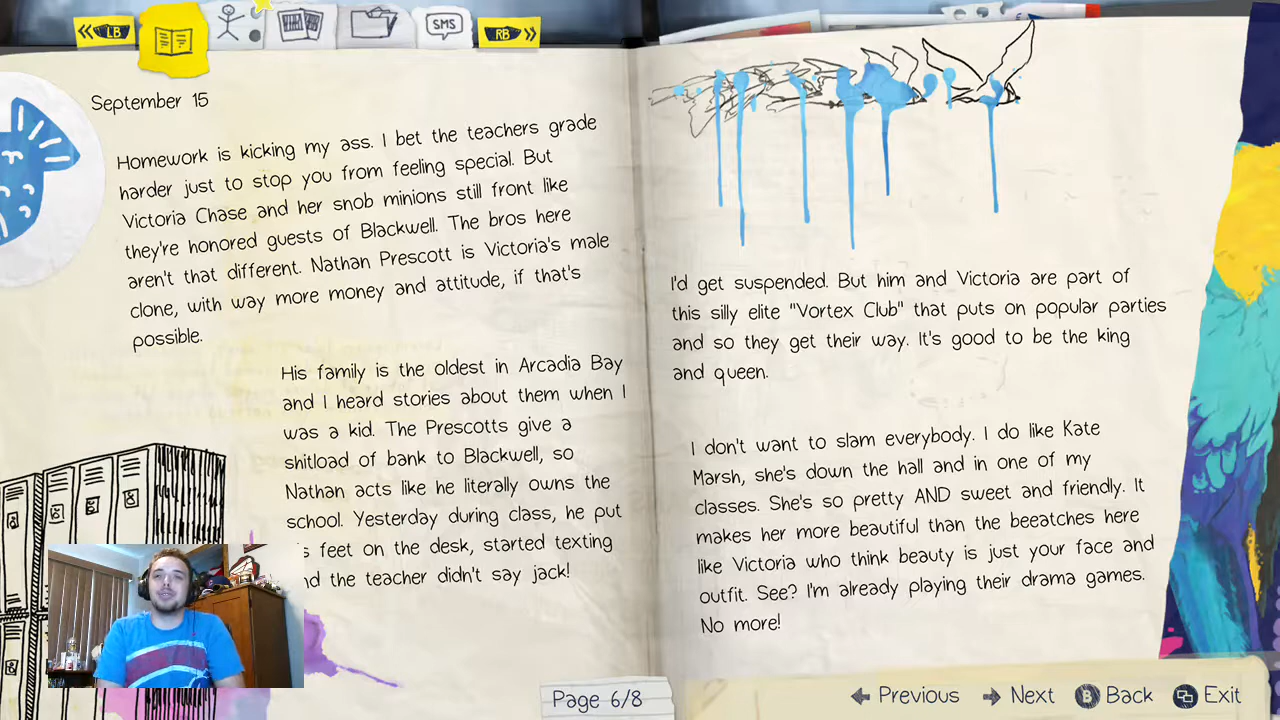 LB
SMS
RB
September 15
Homework is kicking my ass. I bet the teachers grade
harder just to stop you from feeling special. But
Victoria Chase and her snob minions still front like
they're honored guests of Blackwell. The bros here
aren't that different. Nathan Prescott is Victoria's male
clone, with way more money and attitude, if that's
possible.
His family is the oldest in Arcadia Bay
and I heard stories about them when I
was a kid. The Prescotts give a
shitload of bank to Blackwell, so
Nathan acts like he literally owns the
school. Yesterday during class, he put
s feet on the desk, started texting
nd the teacher didn't say jack!
I'd get suspended. But him and Victoria are part of
this silly elite "Vortex Club" that puts on popular parties
and so they get their way. It's good to be the king
and queen.
I don't want to slam everybody. I do like Kate
Marsh, she's down the hall and in one of my
classes. She's so pretty AND sweet and friendly. It
makes her more beautiful than the beeatches here
like Victoria who think beauty is just your face and
outfit. See? I'm already playing their drama games.
No more!
Page 6/8
Previous Next B Back Exit